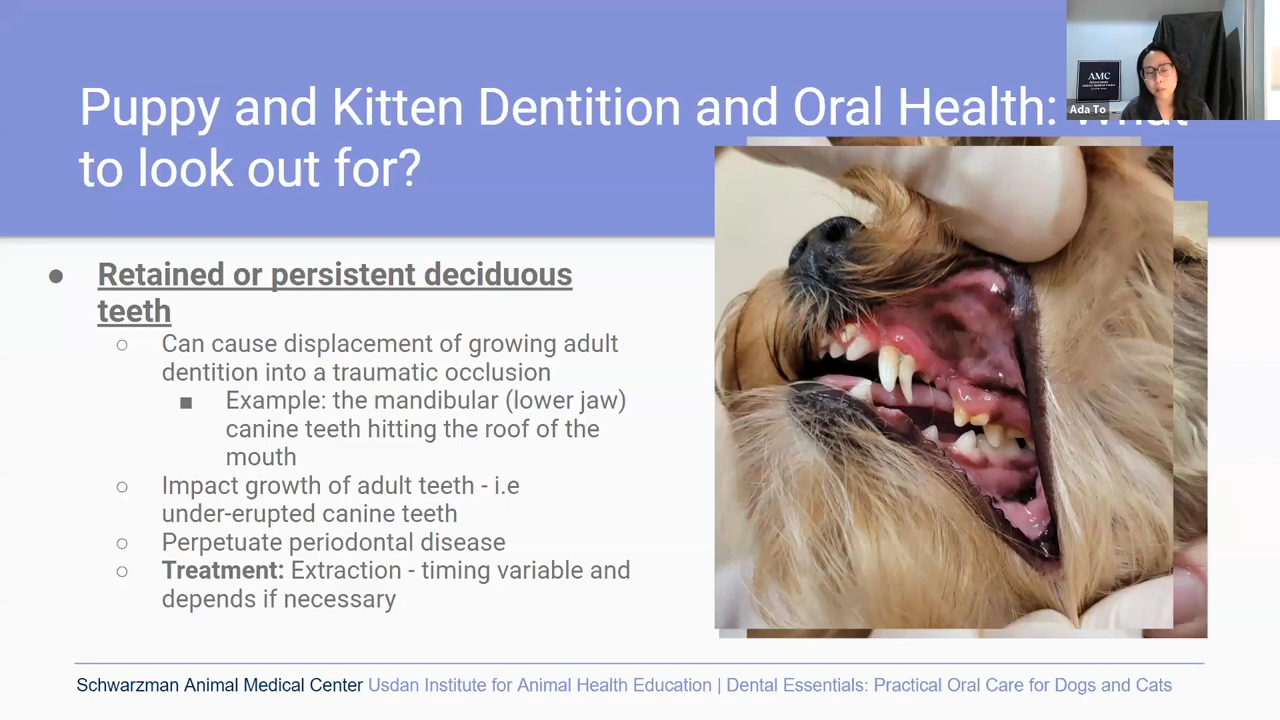 Puppy and Kitten Dentition and Oral Health: What
to look out for?
AMC
Ada To
● Retained or persistent deciduous
teeth
○ Can cause displacement of growing adult
dentition into a traumatic occlusion
■ Example: the mandibular (lower jaw)
canine teeth hitting the roof of the
mouth
○ Impact growth of adult teeth - i.e
under-erupted canine teeth
○ Perpetuate periodontal disease
○ Treatment: Extraction - timing variable and
depends if necessary
Schwarzman Animal Medical Center Usdan Institute for Animal Health Education | Dental Essentials: Practical Oral Care for Dogs and Cats